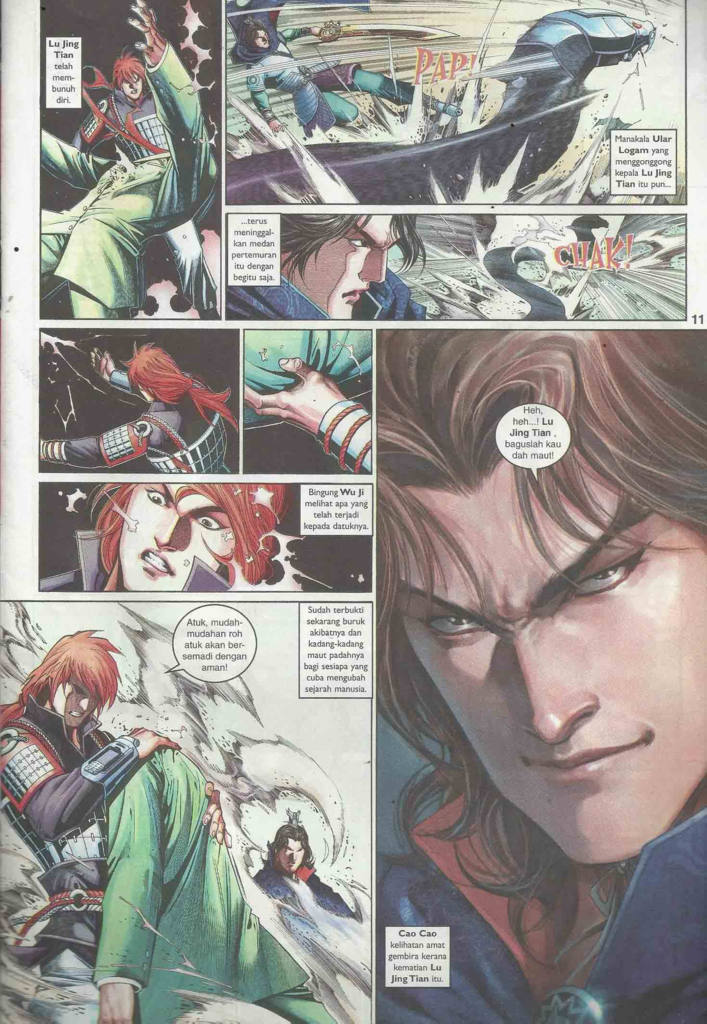 Lu Jing
Tian
telah
mem-
bunuh
diri.
PAP!
Manakala Ular
Logam yang
menggonggong
kepala Lu Jing
Tian itu pun...
...terus
meninggal-
kan medan
pertemuran
itu dengan
begitu saja.
CHAK!
11
Heh,
heh...! Lu
Jing Tian ,
baguslah kau
dah maut!
Bingung Wu Ji
melihat apa yang
telah terjadi
kepada datuknya.
Atuk, mudah-
mudahan roh
atuk akan ber-
semadi dengan
aman!
Sudah terbukti
sekarang buruk
akibatnya dan
kadang-kadang
maut padahnya
bagi sesiapa yang
cuba mengubah
sejarah manusia.
Cao Cao
kelihatan amat
gembira kerana
kematian Lu
Jing Tian itu.